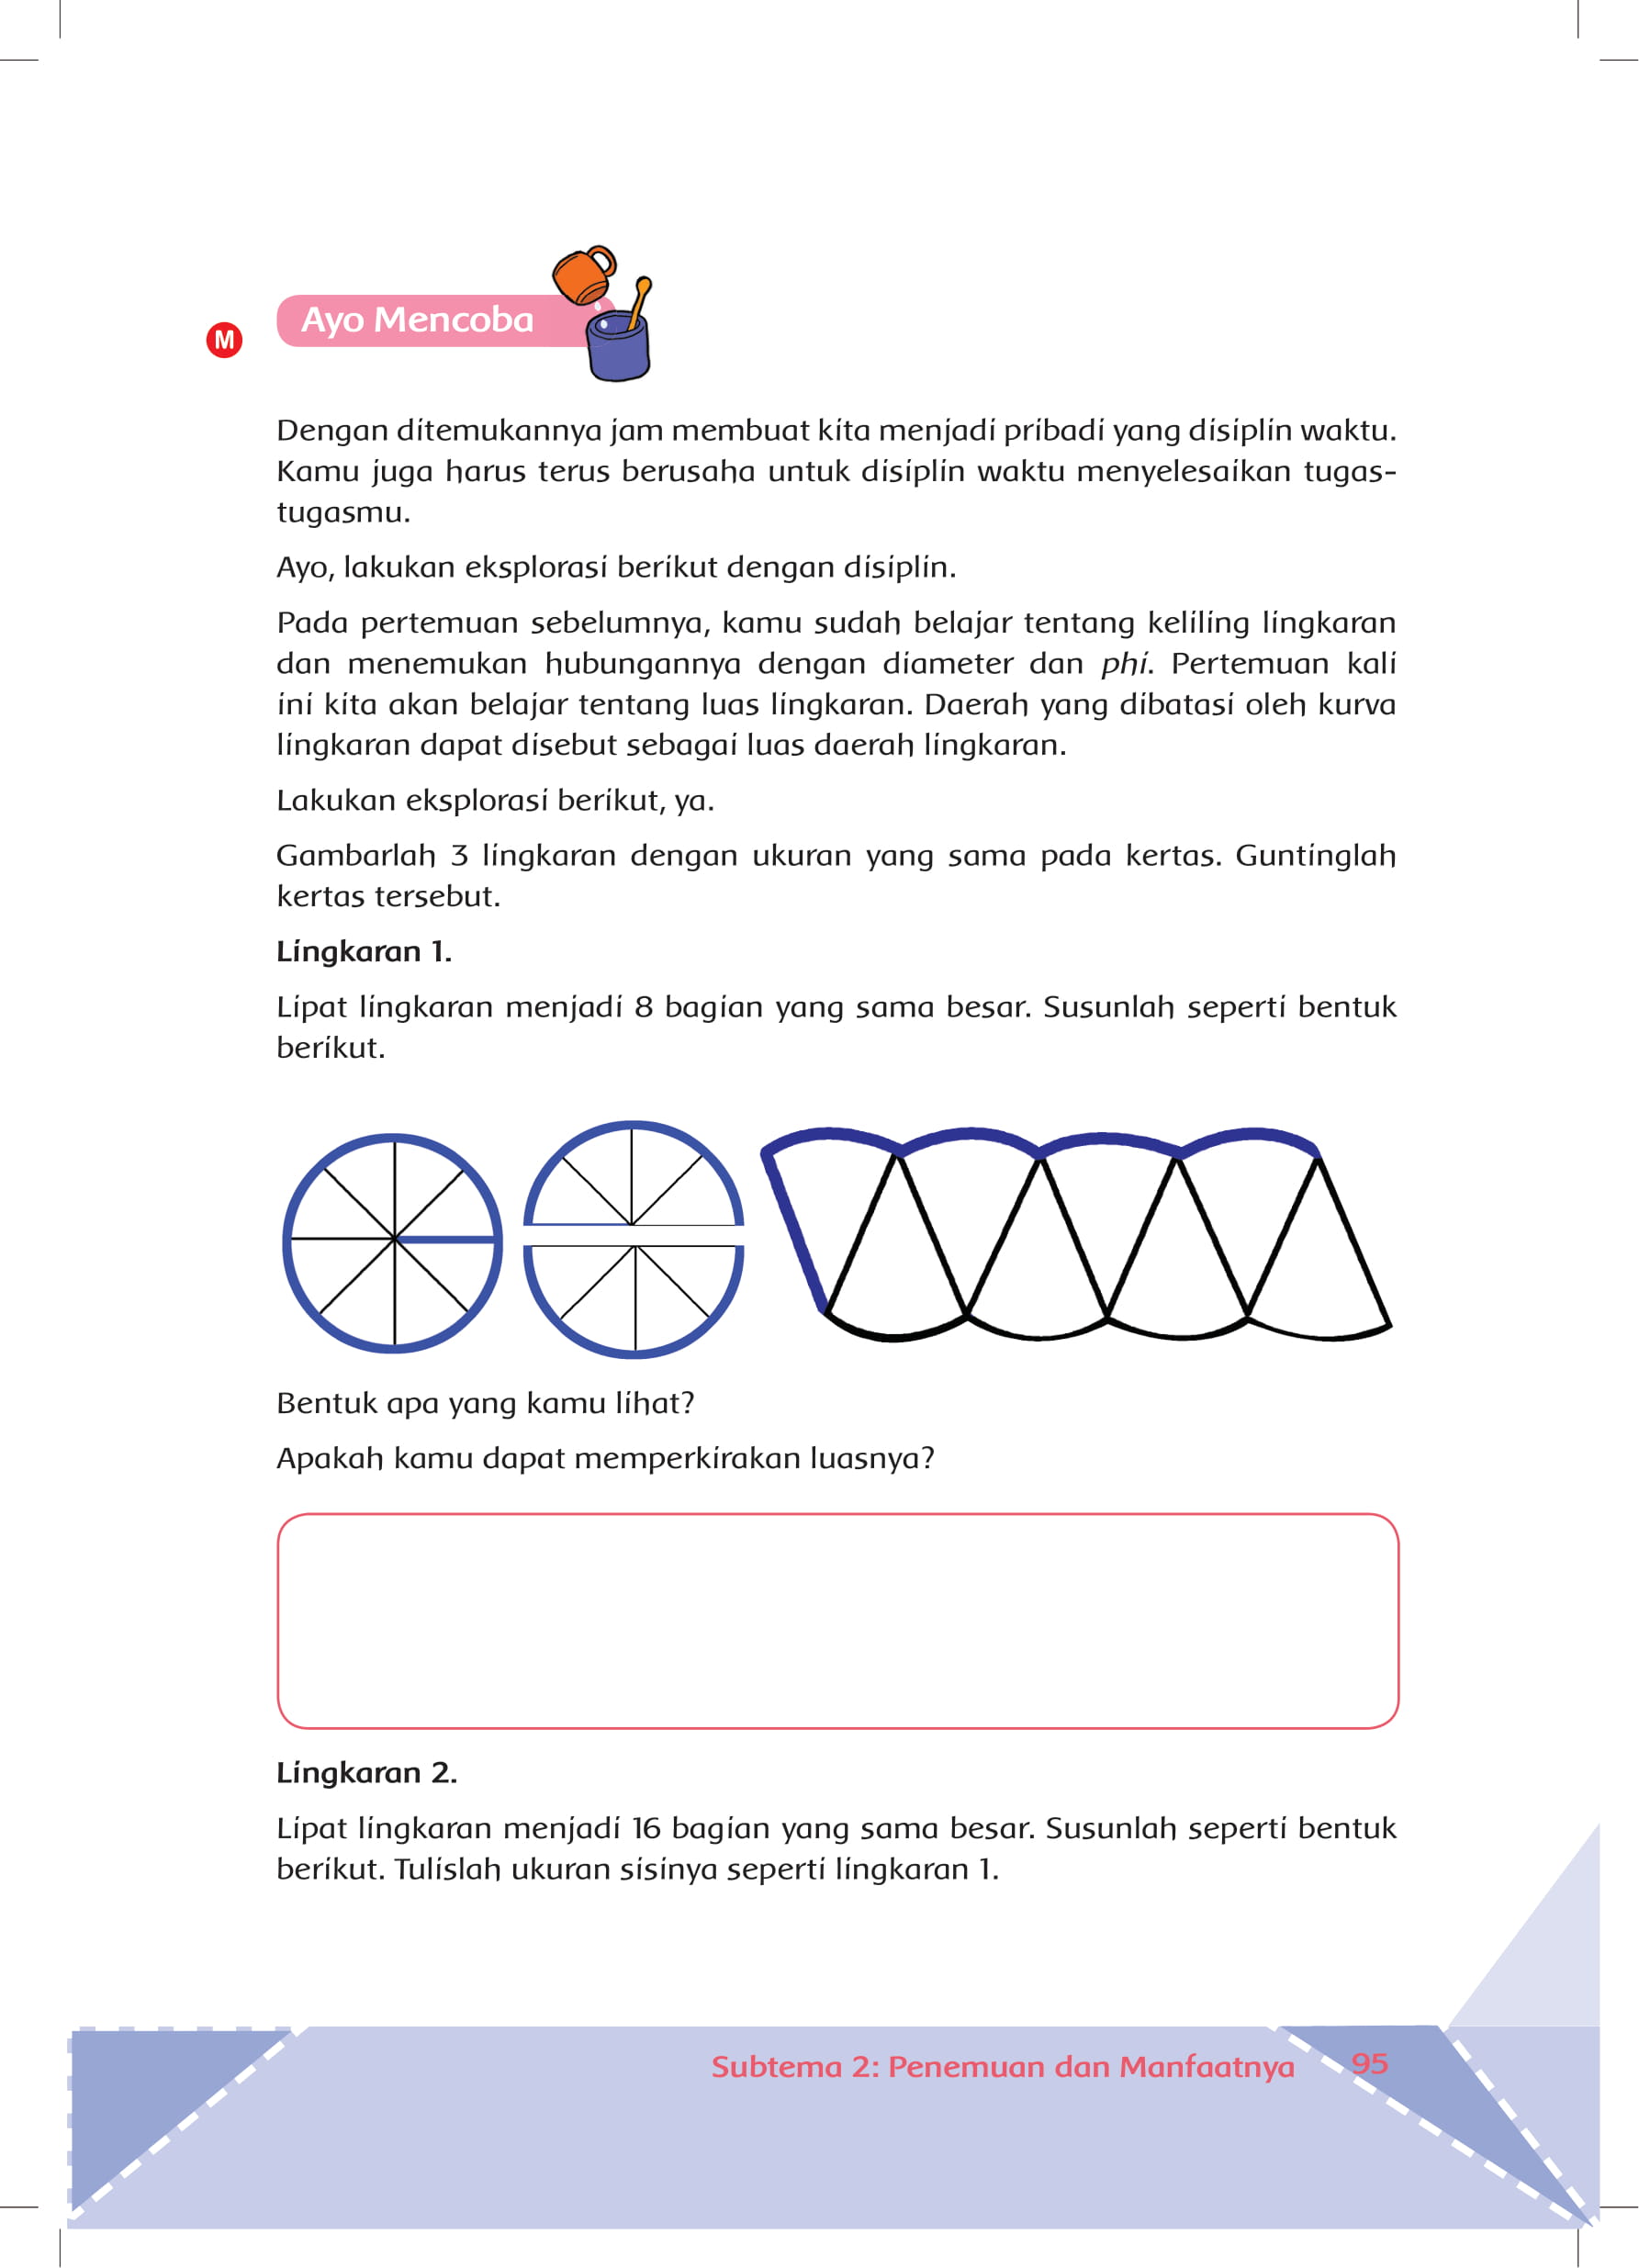 Ayo Mencoba
M
Dengan ditemukannya jam membuat kita menjadi pribadi yang disiplin waktu.
Kamu juga harus terus berusaha untuk disiplin waktu menyelesaikan tugas-
tugasmu.
Ayo, lakukan eksplorasi berikut dengan disiplin.
Pada pertemuan sebelumnya, kamu sudah belajar tentang keliling lingkaran
dan menemukan hubungannya dengan diameter dan phi. Pertemuan kali
ini kita akan belajar tentang luas lingkaran. Daerah yang dibatasi oleh kurva
lingkaran dapat disebut sebagai luas daerah lingkaran.
Lakukan eksplorasi berikut, ya.
Gambarlah 3 lingkaran dengan ukuran yang sama pada kertas. Guntinglah
kertas tersebut.
Lingkaran 1.
Lipat lingkaran menjadi 8 bagian yang sama besar. Susunlah seperti bentuk
berikut.
Bentuk apa yang kamu lihat?
Apakah kamu dapat memperkirakan luasnya?
Lingkaran 2.
Lipat lingkaran menjadi 16 bagian yang sama besar. Susunlah seperti bentuk
berikut. Tulislah ukuran sisinya seperti lingkaran 1.
Subtema 2: Penemuan dan Manfaatnya 95